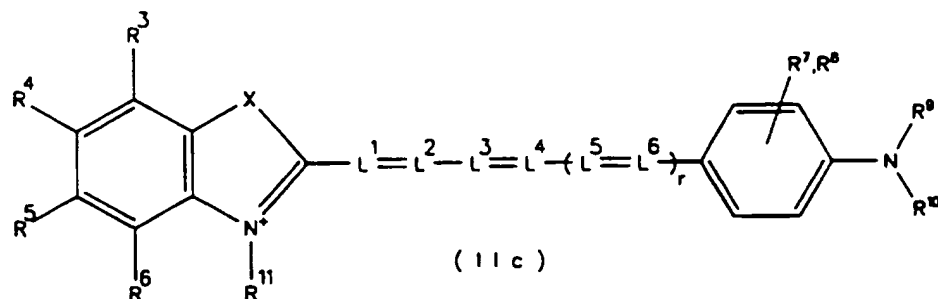 R³
R⁷,R⁸
R⁴ X R⁹
L¹=L²—L³=L⁴—(L⁵=L⁶)r N
R⁵ N⁺ R¹⁰
R⁶ R¹¹ (IIc)